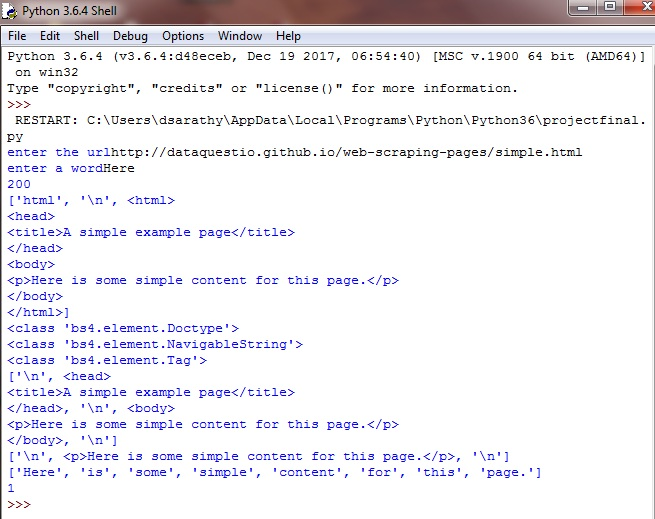 Python 3.6.4 Shell
File Edit Shell Debug Options Window Help
Python 3.6.4 (v3.6.4:d48eceb, Dec 19 2017, 06:54:40) [MSC v.1900 64 bit (AMD64)]
 on win32
Type "copyright", "credits" or "license()" for more information.
>>>
 RESTART: C:\Users\dsarathy\AppData\Local\Programs\Python\Python36\projectfinal.
py
enter the urlhttp://dataquestio.github.io/web-scraping-pages/simple.html
enter a wordHere
200
['html', '\n', <html>
<head>
<title>A simple example page</title>
</head>
<body>
<p>Here is some simple content for this page.</p>
</body>
</html>]
<class 'bs4.element.Doctype'>
<class 'bs4.element.NavigableString'>
<class 'bs4.element.Tag'>
['\n', <head>
<title>A simple example page</title>
</head>, '\n', <body>
<p>Here is some simple content for this page.</p>
</body>, '\n']
['\n', <p>Here is some simple content for this page.</p>, '\n']
['Here', 'is', 'some', 'simple', 'content', 'for', 'this', 'page.']
1
>>>